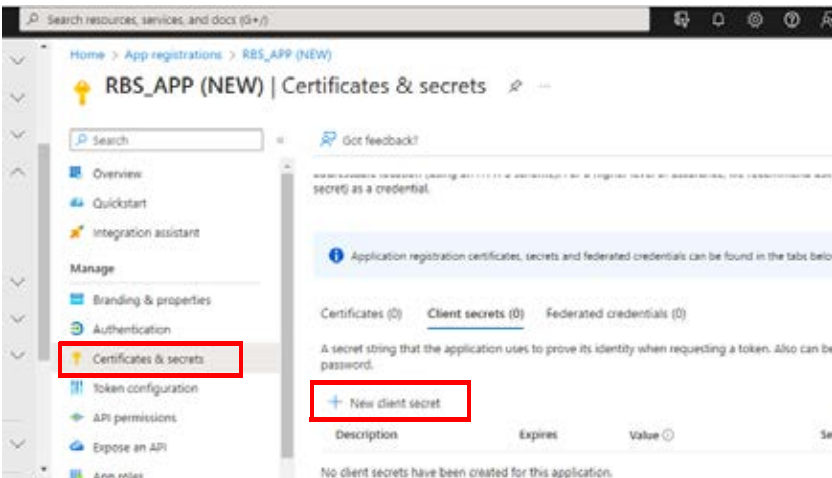 Search resources, services, and docs (G+/)
Home > App registrations > RBS_APP (NEW)
RBS_APP (NEW) | Certificates & secrets
Search
Got feedback?
secret) as a credential.
Overview
Quickstart
Integration assistant
Application registration certificates, secrets and federated credentials can be found in the tabs belo
Manage
Branding & properties
Authentication
Certificates & secrets
Token configuration
API permissions
Expose an API
App roles
Certificates (0) Client secrets (0) Federated credentials (0)
A secret string that the application uses to prove its identity when requesting a token. Also can be
password.
New client secret
Description Expires Value Se
No client secrets have been created for this application.